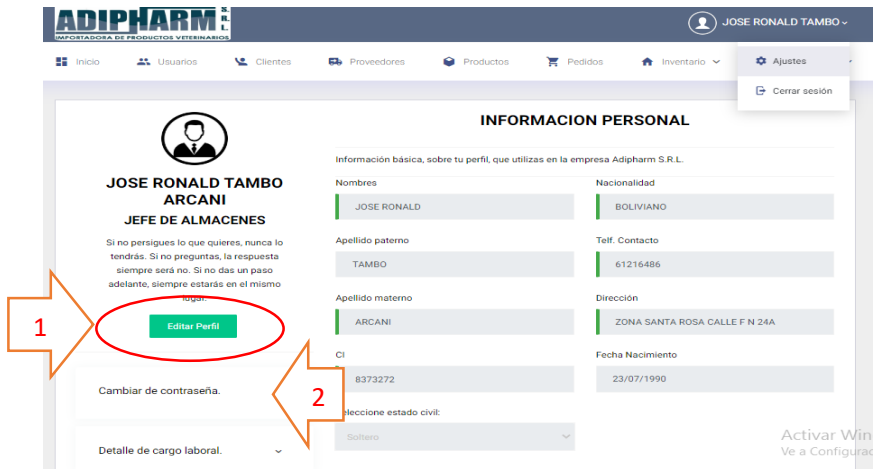 ADIPHARM S.R.L.
IMPORTADORA DE PRODUCTOS VETERINARIOS
JOSE RONALD TAMBO
Inicio
Usuarios
Clientes
Proveedores
Productos
Pedidos
Inventario
Ajustes
Cerrar sesión
JOSE RONALD TAMBO
ARCANI
JEFE DE ALMACENES
Si no persigues lo que quieres, nunca lo
tendrás. Si no preguntas, la respuesta
siempre será no. Si no das un paso
adelante, siempre estarás en el mismo
lugar.
1
Editar Perfil
Cambiar de contraseña.
2
Detalle de cargo laboral.
INFORMACION PERSONAL
Información básica, sobre tu perfil, que utilizas en la empresa Adipharm S.R.L.
Nombres
JOSE RONALD
Nacionalidad
BOLIVIANO
Apellido paterno
TAMBO
Telf. Contacto
61216486
Apellido materno
ARCANI
Dirección
ZONA SANTA ROSA CALLE F N 24A
CI
8373272
Fecha Nacimiento
23/07/1990
eleccione estado civil:
Soltero
Activar Win
Ve a Configurac